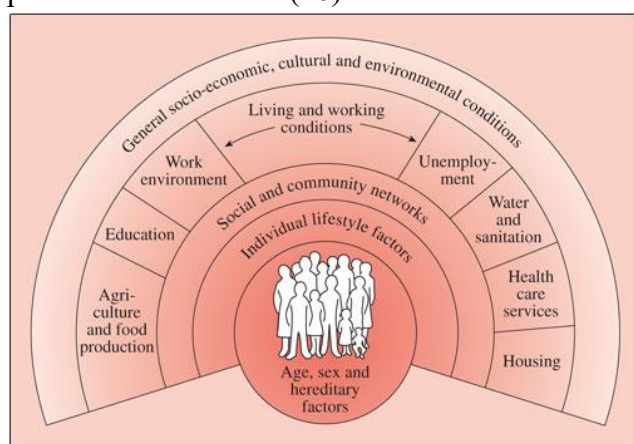 General socio-economic, cultural and environmental conditions
Living and working
conditions
Work
environment
Unemploy-
ment
Social and community networks
Water
and
sanitation
Education
Individual lifestyle factors
Health
care
services
Agri-
culture
and food
production
Housing
Age, sex and
hereditary
factors